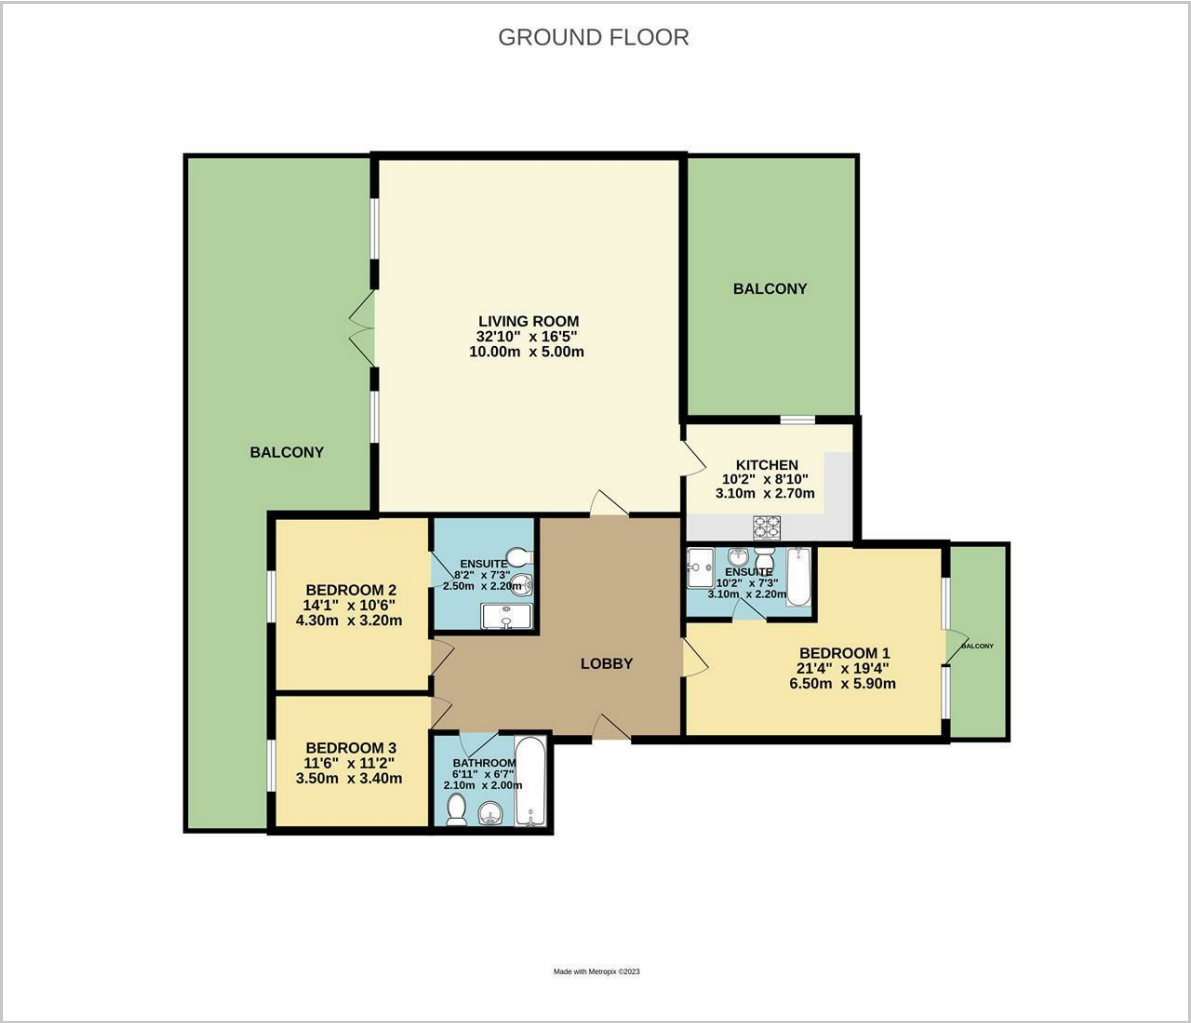 GROUND FLOOR
BALCONY
LIVING ROOM
32'10" x 16'5"
10.00m x 5.00m
BALCONY
KITCHEN
10'2" x 8'10"
3.10m x 2.70m
ENSUITE
8'2" x 7'3"
2.50m x 2.20m
ENSUITE
10'2" x 7'3"
3.10m x 2.20m
BEDROOM 2
14'1" x 10'6"
4.30m x 3.20m
LOBBY
BEDROOM 1
21'4" x 19'4"
6.50m x 5.90m
BALCONY
BEDROOM 3
11'6" x 11'2"
3.50m x 3.40m
BATHROOM
6'11" x 6'7"
2.10m x 2.00m
Made with Metropix ©2023